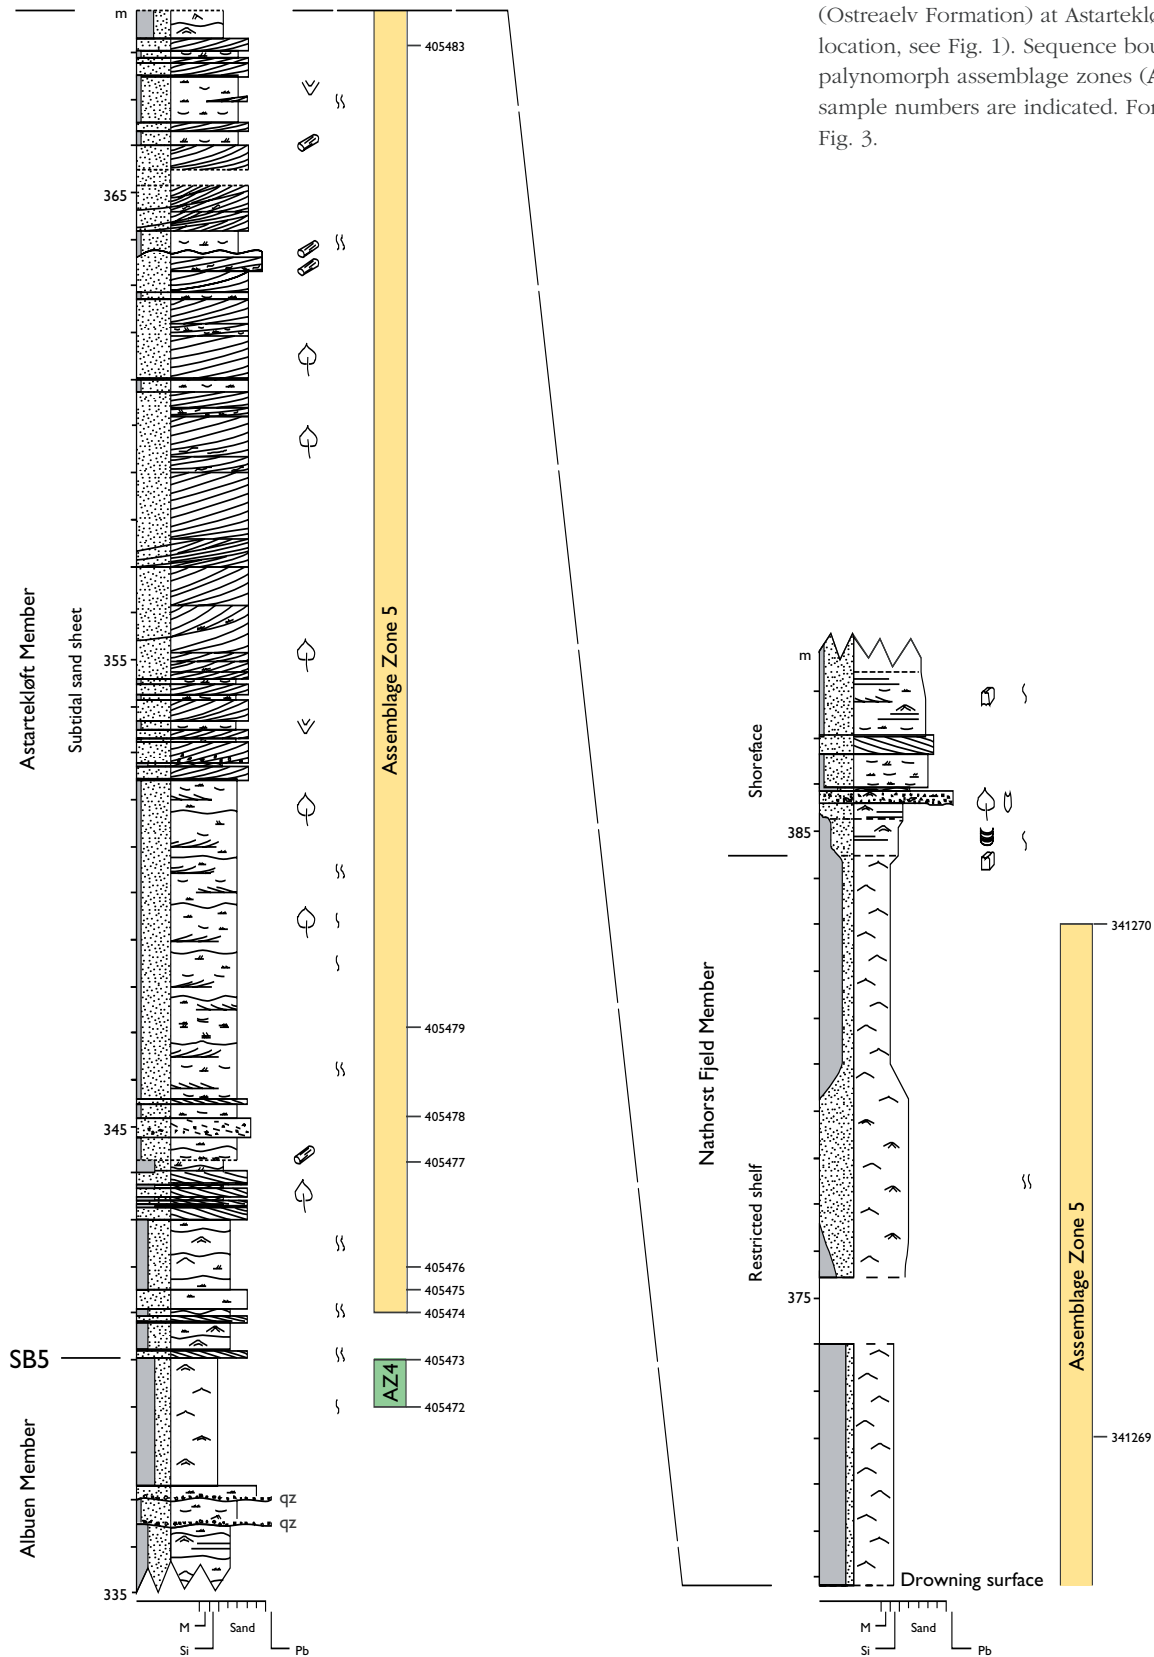 (Ostreaelv Formation) at Astartekl
location, see Fig. 1). Sequence bou
palynomorph assemblage zones (A
sample numbers are indicated. For
Fig. 3.
m
405483
365
Astartekløft Member
Subtidal sand sheet
Assemblage Zone 5
355
405479
405478
345
405477
405476
405475
405474
SB5
405473
AZ4
405472
Albuen Member
qz
qz
335
M
Sand
Si
Pb
m
Shoreface
385
341270
Nathorst Fjeld Member
Restricted shelf
Assemblage Zone 5
375
341269
Drowning surface
M
Sand
Si
Pb